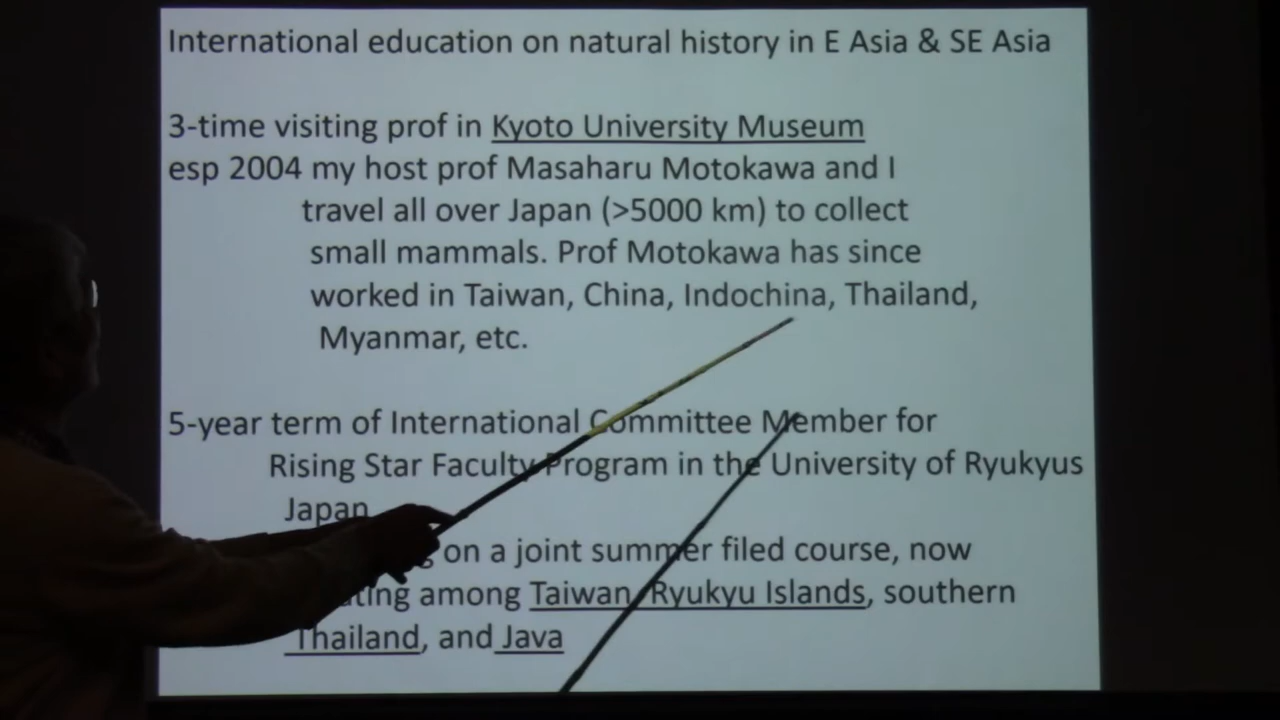 International education on natural history in E Asia & SE Asia
3-time visiting prof in Kyoto University Museum
esp 2004 my host prof Masaharu Motokawa and I
travel all over Japan (>5000 km) to collect
small mammals. Prof Motokawa has since
worked in Taiwan, China, Indochina, Thailand,
Myanmar, etc.
5-year term of International Committee Member for
Rising Star Faculty Program in the University of Ryukyus
Japan
on a joint summer filed course, now
among Taiwan, Ryukyu Islands, southern
Thailand, and Java